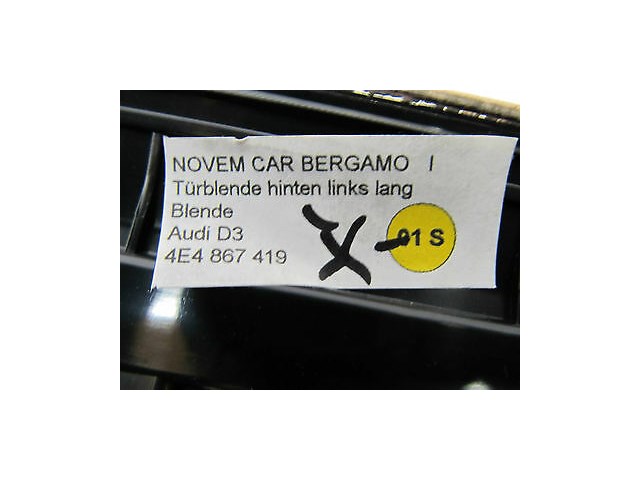 NOVEM CAR BERGAMO I
Türblende hinten links lang
Blende
Audi D3
4E4 867 419
X
01 S